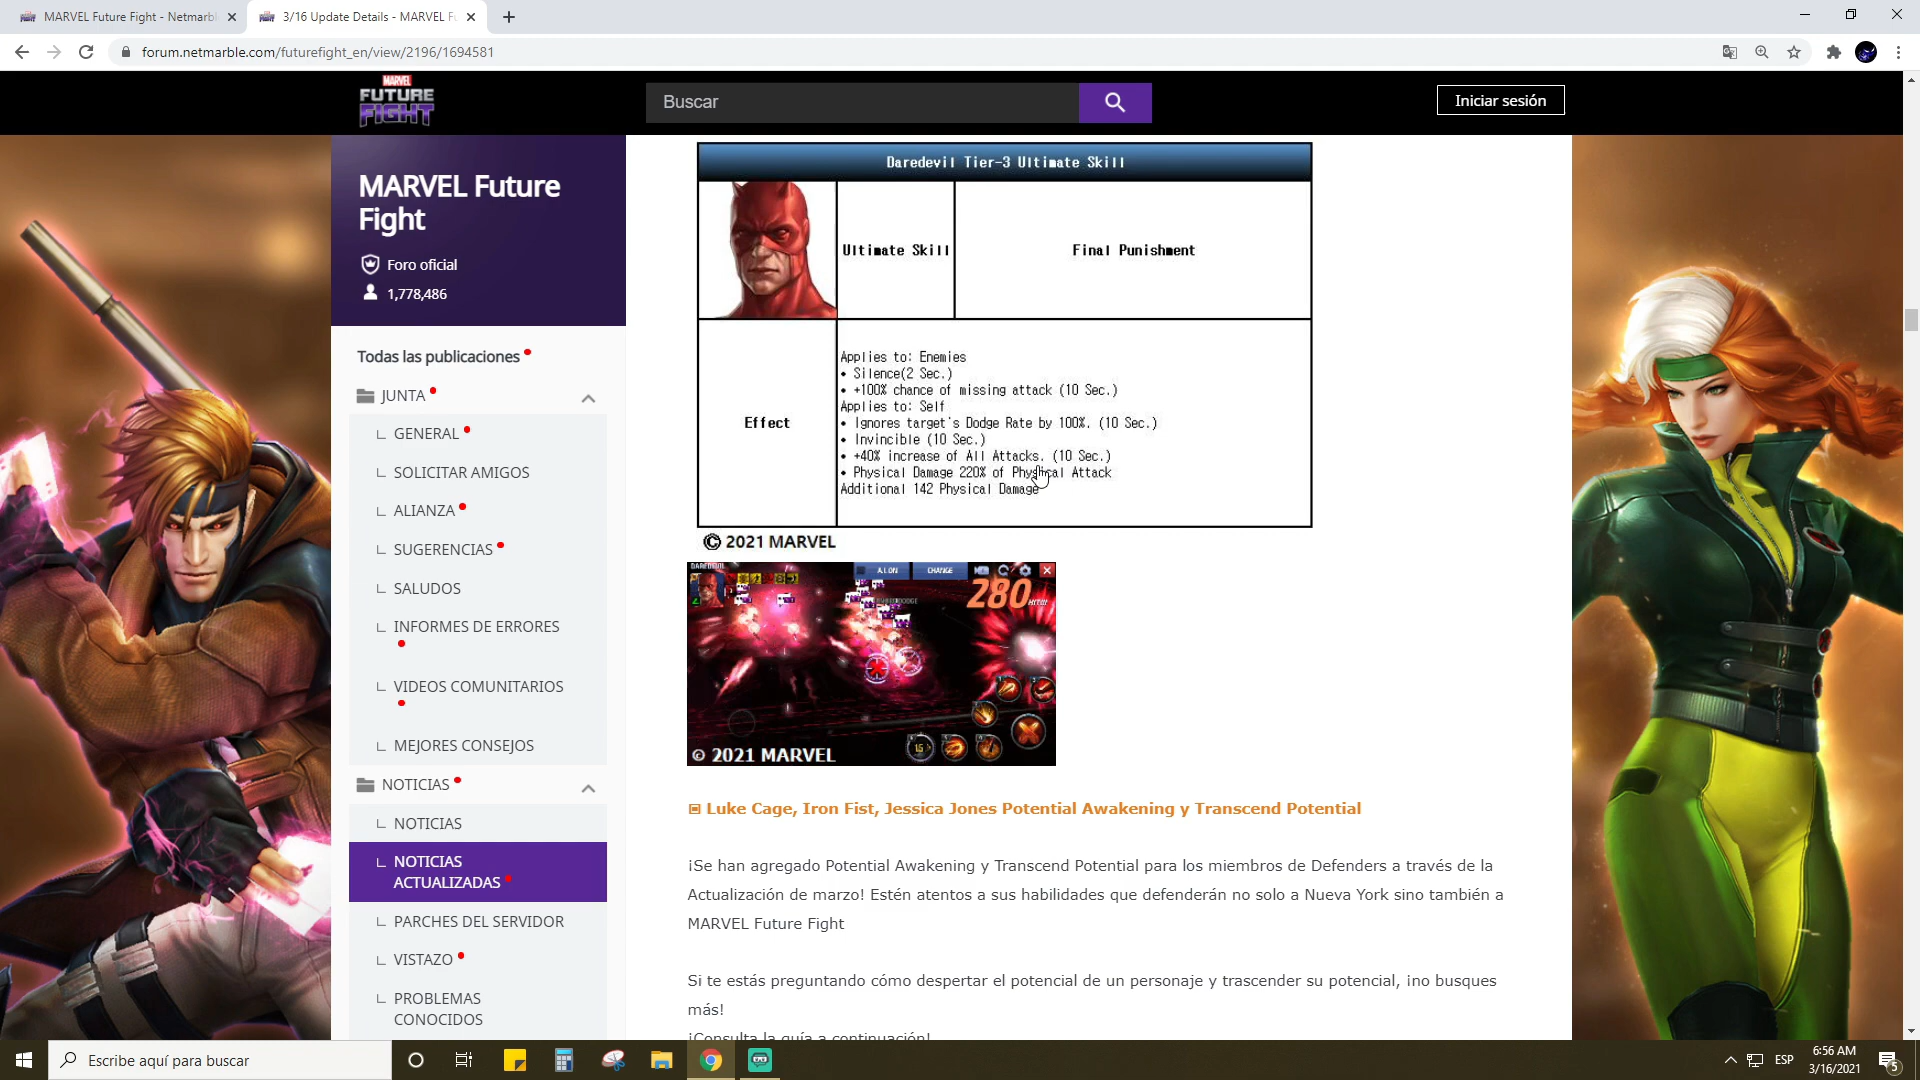 MARVEL Future Fight - Netmarbl
3/16 Update Details - MARVEL Fu
forum.netmarble.com/futurefight_en/view/2196/1694581
MARVEL
FUTURE
FIGHT
Buscar
Iniciar sesión
MARVEL Future
Fight
Foro oficial
1,778,486
Todas las publicaciones
JUNTA
GENERAL
SOLICITAR AMIGOS
ALIANZA
SUGERENCIAS
SALUDOS
INFORMES DE ERRORES
VIDEOS COMUNITARIOS
MEJORES CONSEJOS
NOTICIAS
NOTICIAS
NOTICIAS
ACTUALIZADAS
PARCHES DEL SERVIDOR
VISTAZO
PROBLEMAS
CONOCIDOS
Daredevil Tier-3 Ultimate Skill
Ultimate Skill
Final Punishment
Effect
Applies to: Enemies
• Silence(2 Sec.)
• +100% chance of missing attack (10 Sec.)
Applies to: Self
• Ignores target's Dodge Rate by 100%. (10 Sec.)
• Invincible (10 Sec.)
• +40% increase of All Attacks. (10 Sec.)
• Physical Damage 220% of Physical Attack
Additional 142 Physical Damage
© 2021 MARVEL
DAREDEVIL
CHANGE
280
© 2021 MARVEL
Luke Cage, Iron Fist, Jessica Jones Potential Awakening y Transcend Potential
¡Se han agregado Potential Awakening y Transcend Potential para los miembros de Defenders a través de la
Actualización de marzo! Estén atentos a sus habilidades que defenderán no solo a Nueva York sino también a
MARVEL Future Fight
Si te estás preguntando cómo despertar el potencial de un personaje y trascender su potencial, ¡no busques
más!
¡Consulta la guía a continuación!
Escribe aquí para buscar
ESP
6:56 AM
3/16/2021
5